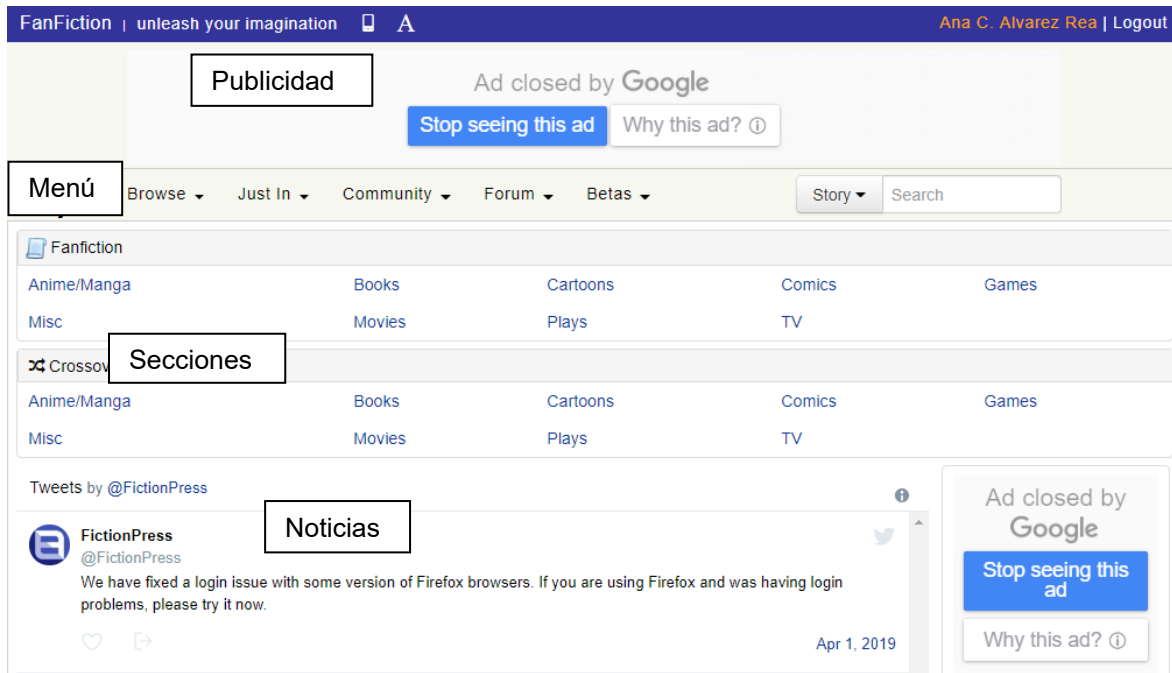 FanFiction | unleash your imagination A Ana C. Alvarez Rea | Logout
Publicidad
Ad closed by Google
Stop seeing this ad Why this ad?
Menú
Browse Just In Community Forum Betas Story Search
Fanfiction
Anime/Manga Books Cartoons Comics Games
Misc Movies Plays TV
Secciones
Crossov
Anime/Manga Books Cartoons Comics Games
Misc Movies Plays TV
Tweets by @FictionPress
Noticias
FictionPress
@FictionPress
We have fixed a login issue with some version of Firefox browsers. If you are using Firefox and was having login
problems, please try it now.
Apr 1, 2019
Ad closed by
Google
Stop seeing this
ad
Why this ad?